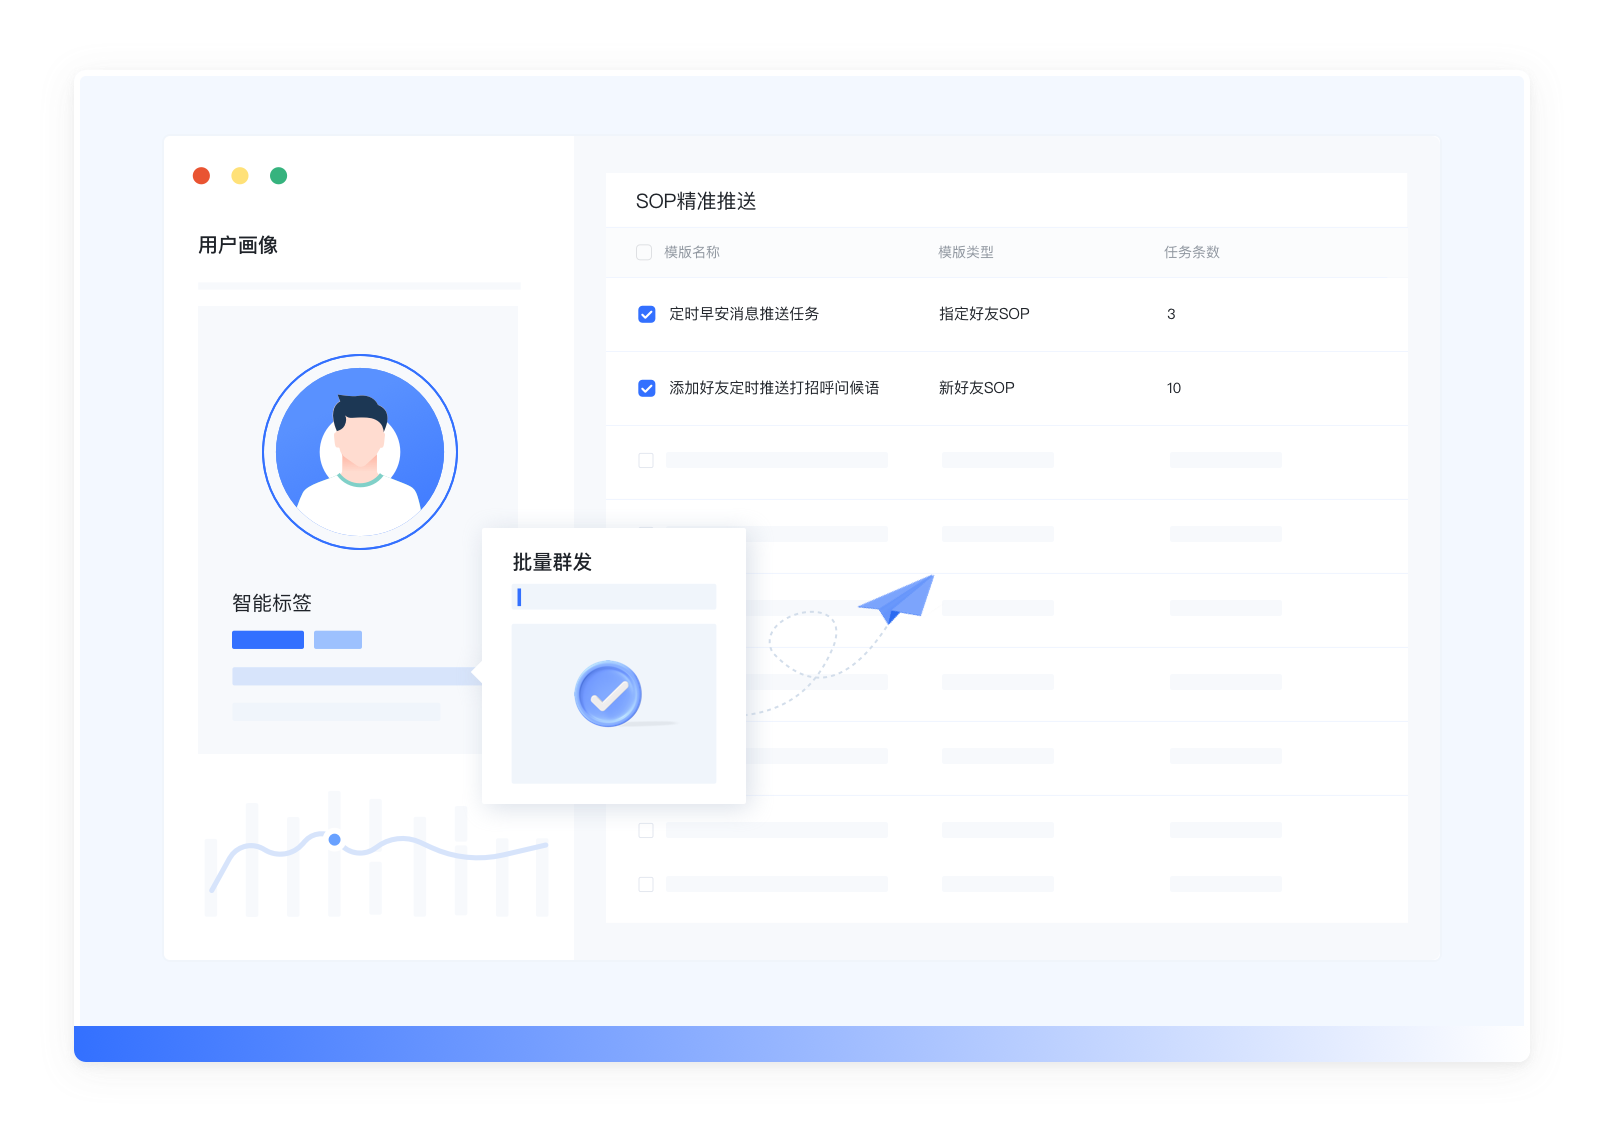 用户画像
智能标签
批量群发
SOP精准推送
模版名称 模版类型 任务条数
定时早安消息推送任务 指定好友SOP 3
添加好友定时推送打招呼问候语 新好友SOP 10